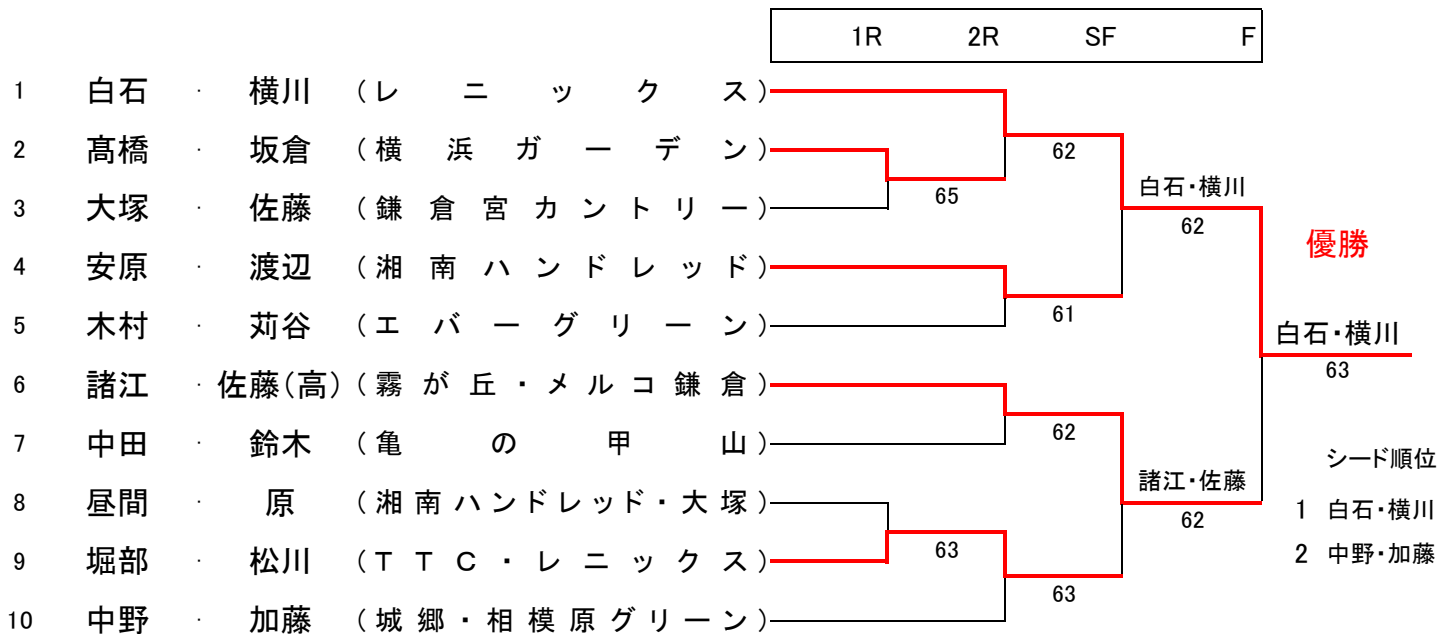 1R 2R SF F
1 白石 ・ 横川 (レニックス)
2 髙橋 ・ 坂倉 (横浜ガーデン)
62
白石・横川
65
3 大塚 ・ 佐藤 (鎌倉宮カントリー)
62
優勝
4 安原 ・ 渡辺 (湘南ハンドレッド)
61
5 木村 ・ 苅谷 (エバーグリーン)
白石・横川
63
6 諸江 ・ 佐藤(高) (霧が丘・メルコ鎌倉)
62
7 中田 ・ 鈴木 (亀の甲山)
シード順位
諸江・佐藤
8 昼間 ・ 原 (湘南ハンドレッド・大塚)
1 白石・横川
62
63
2 中野・加藤
9 堀部 ・ 松川 (TTC・レニックス)
63
10 中野 ・ 加藤 (城郷・相模原グリーン)